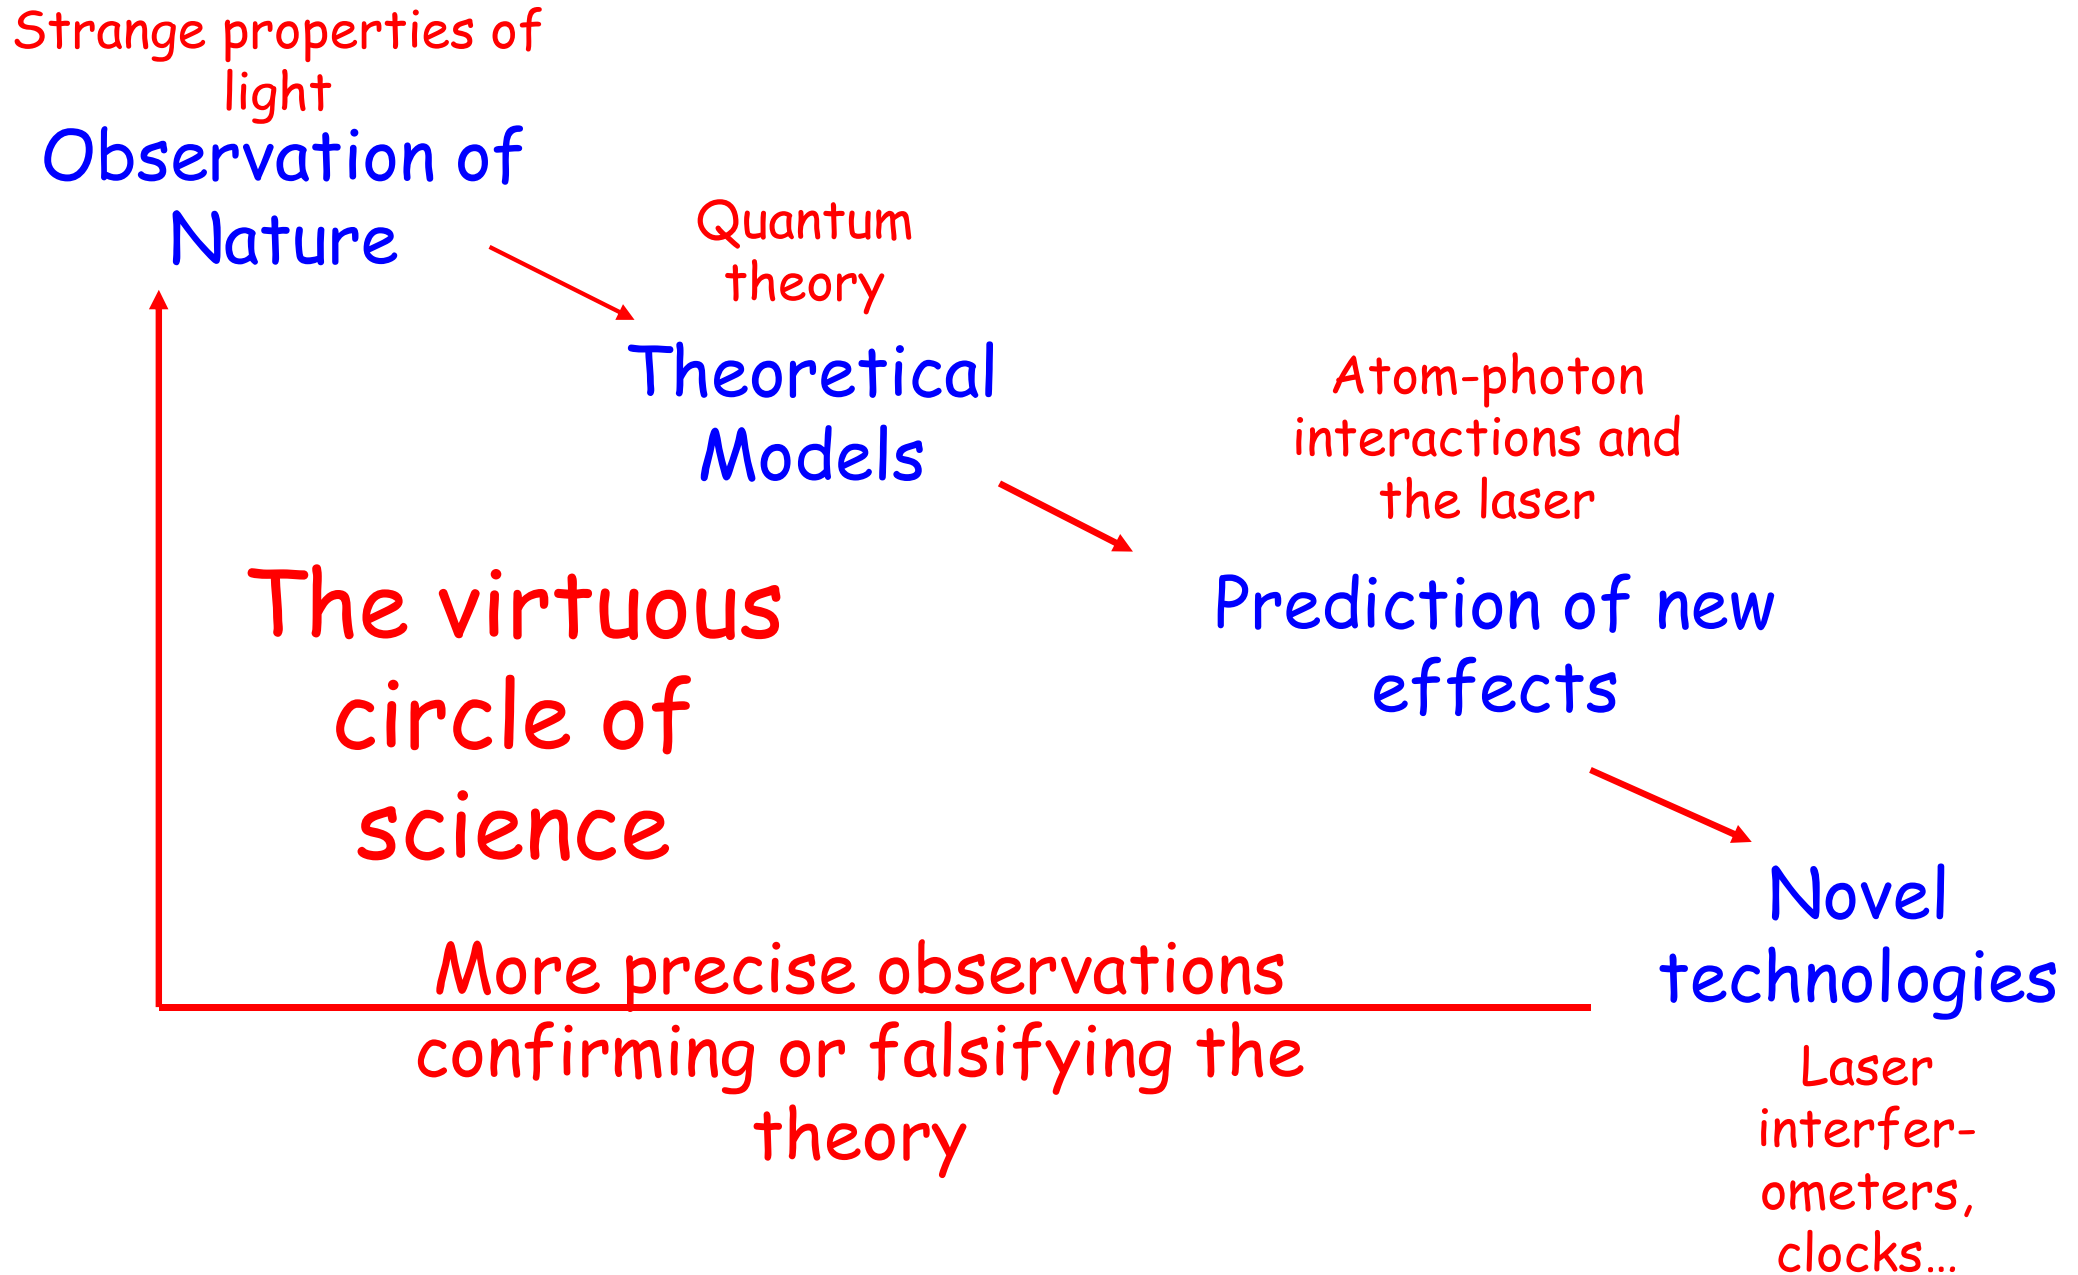 Strange properties of
light
Observation of
Nature
Quantum
theory
Theoretical
Models
Atom-photon
interactions and
the laser
Prediction of new
effects
The virtuous
circle of
science
Novel
technologies
More precise observations
confirming or falsifying the
theory
Laser
interfer-
ometers,
clocks...